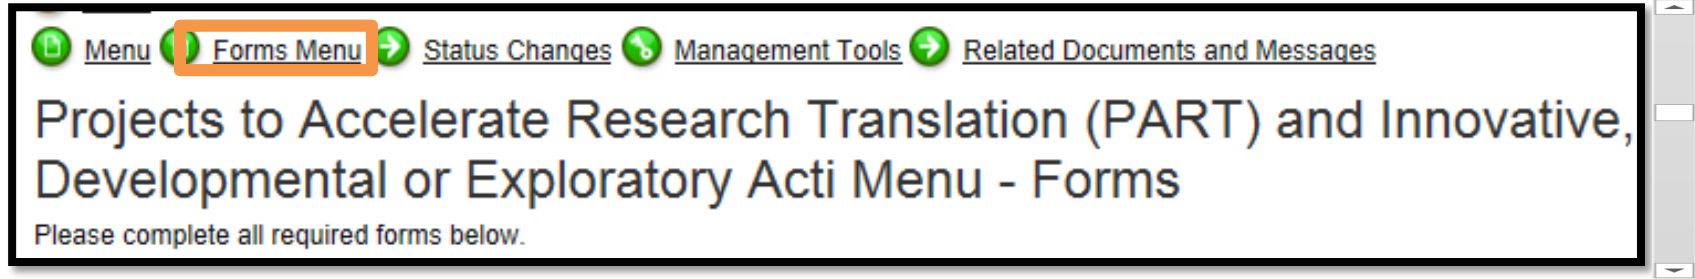 Menu Forms Menu Status Changes Management Tools Related Documents and Messages
Projects to Accelerate Research Translation (PART) and Innovative,
Developmental or Exploratory Acti Menu - Forms
Please complete all required forms below.